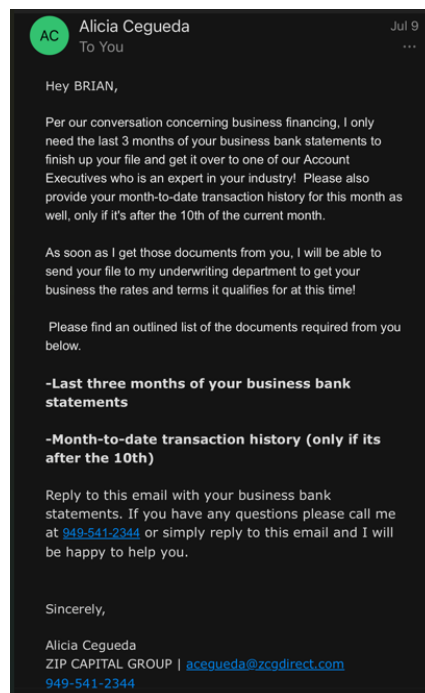 AC
Alicia Cegueda
Jul 9
To You
...
Hey BRIAN,
Per our conversation concerning business financing, I only
need the last 3 months of your business bank statements to
finish up your file and get it over to one of our Account
Executives who is an expert in your industry!  Please also
provide your month-to-date transaction history for this month as
well, only if it's after the 10th of the current month.
As soon as I get those documents from you, I will be able to
send your file to my underwriting department to get your
business the rates and terms it qualifies for at this time!
Please find an outlined list of the documents required from you
below.
-Last three months of your business bank
statements
-Month-to-date transaction history (only if its
after the 10th)
Reply to this email with your business bank
statements. If you have any questions please call me
at 949-541-2344 or simply reply to this email and I will
be happy to help you.
Sincerely,
Alicia Cegueda
ZIP CAPITAL GROUP | acegueda@zcgdirect.com
949-541-2344